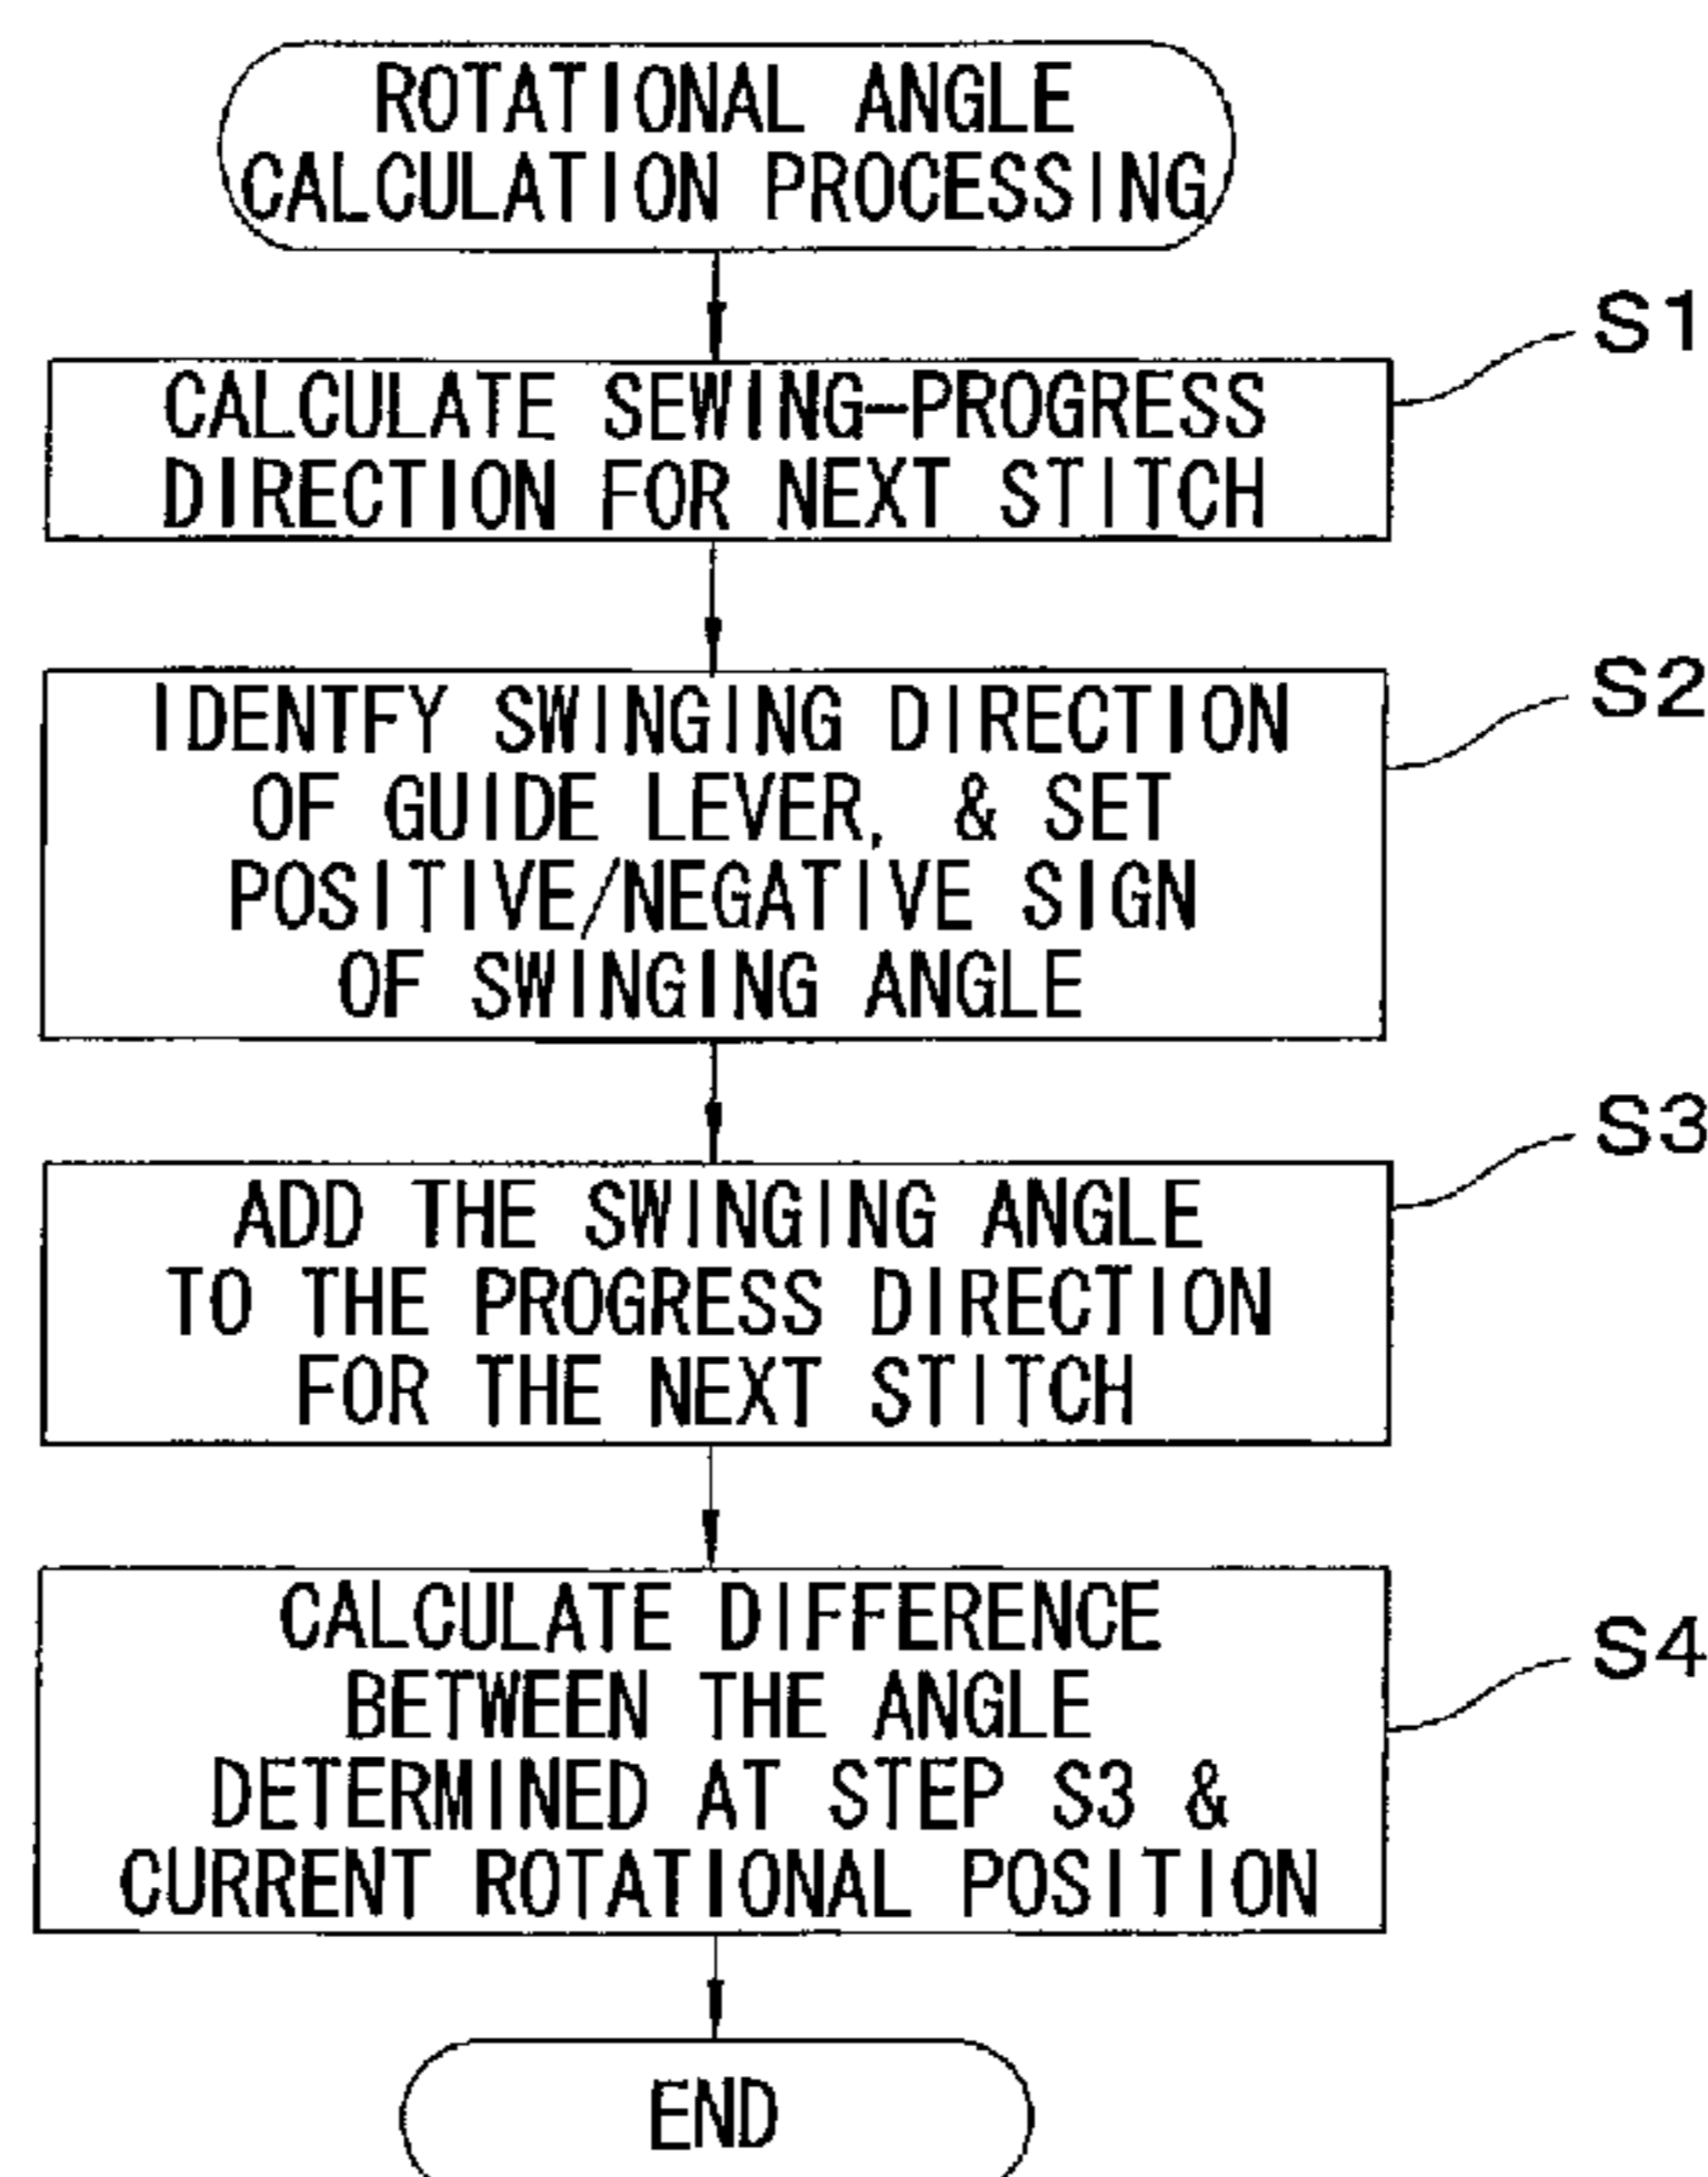 ROTATIONAL ANGLE
CALCULATION PROCESSING
S1
CALCULATE SEWING-PROGRESS
DIRECTION FOR NEXT STITCH
S2
IDENTFY SWINGING DIRECTION
OF GUIDE LEVER, & SET
POSITIVE/NEGATIVE SIGN
OF SWINGING ANGLE
S3
ADD THE SWINGING ANGLE
TO THE PROGRESS DIRECTION
FOR THE NEXT STITCH
S4
CALCULATE DIFFERENCE
BETWEEN THE ANGLE
DETERMINED AT STEP S3 &
CURRENT ROTATIONAL POSITION
END